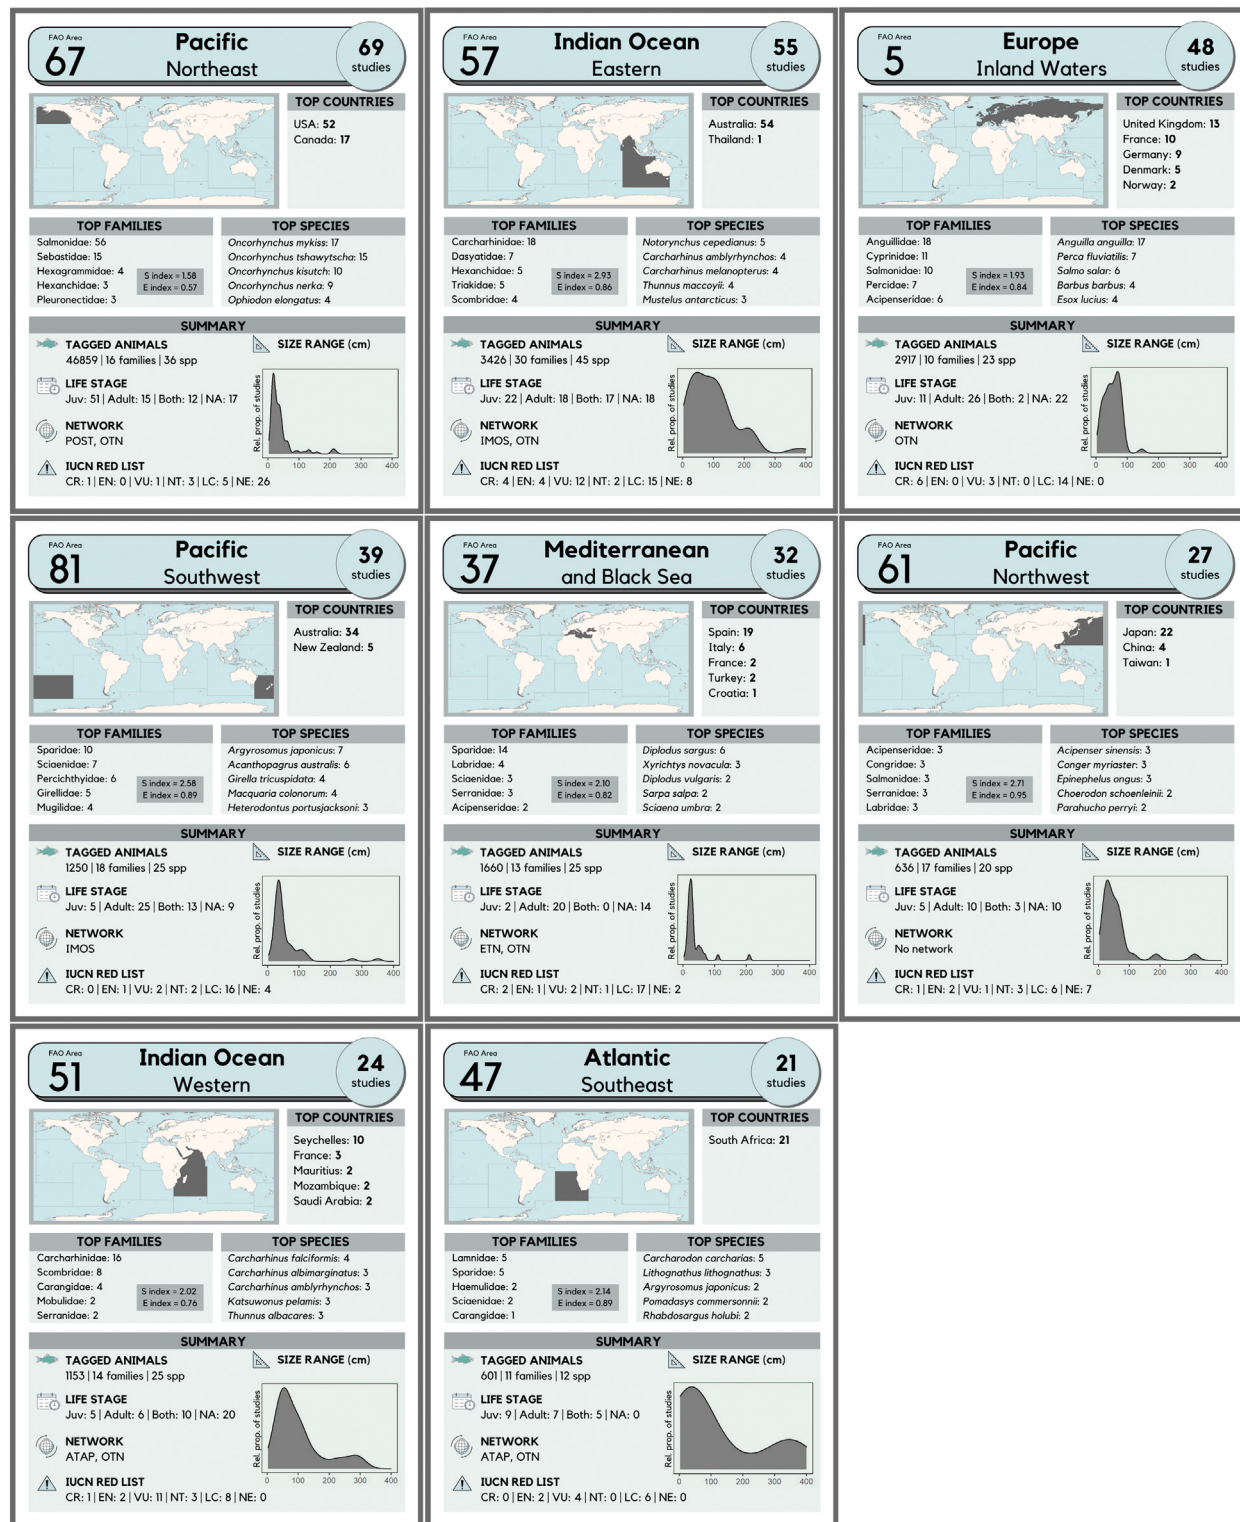 FAO Area
67
Pacific
Northeast
69
studies
TOP COUNTRIES
USA: 52
Canada: 17
TOP FAMILIES
Salmonidae: 56
Sebastidae: 15
Hexagrammidae: 4
Hexanchidae: 3
Pleuronectidae: 3
S index = 1.58
E index = 0.57
TOP SPECIES
Oncorhynchus mykiss: 17
Oncorhynchus tshawytscha: 15
Oncorhynchus kisutch: 10
Oncorhynchus nerka: 9
Ophiodon elongatus: 4
SUMMARY
TAGGED ANIMALS
46859 | 16 families | 36 spp
LIFE STAGE
Juv: 51 | Adult: 15 | Both: 12 | NA: 17
NETWORK
POST, OTN
IUCN RED LIST
CR: 1 | EN: 0 | VU: 1 | NT: 3 | LC: 5 | NE: 26
SIZE RANGE (cm)
Rel. prop. of studies
0 100 200 300 400
FAO Area
57
Indian Ocean
Eastern
55
studies
TOP COUNTRIES
Australia: 54
Thailand: 1
TOP FAMILIES
Carcharhinidae: 18
Dasyatidae: 7
Hexanchidae: 5
Triakidae: 5
Scombridae: 4
S index = 2.93
E index = 0.86
TOP SPECIES
Notorynchus cepedianus: 5
Carcharhinus amblyrhynchos: 4
Carcharhinus melanopterus: 4
Thunnus maccoyii: 4
Mustelus antarcticus: 3
SUMMARY
TAGGED ANIMALS
3426 | 30 families | 45 spp
LIFE STAGE
Juv: 22 | Adult: 18 | Both: 17 | NA: 18
NETWORK
IMOS, OTN
IUCN RED LIST
CR: 4 | EN: 4 | VU: 12 | NT: 2 | LC: 15 | NE: 8
SIZE RANGE (cm)
Rel. prop. of studies
0 100 200 300 400
FAO Area
5
Europe
Inland Waters
48
studies
TOP COUNTRIES
United Kingdom: 13
France: 10
Germany: 9
Denmark: 5
Norway: 2
TOP FAMILIES
Anguillidae: 18
Cyprinidae: 11
Salmonidae: 10
Percidae: 7
Acipenseridae: 6
S index = 1.93
E index = 0.84
TOP SPECIES
Anguilla anguilla: 17
Perca fluviatilis: 7
Salmo salar: 6
Barbus barbus: 4
Esox lucius: 4
SUMMARY
TAGGED ANIMALS
2917 | 10 families | 23 spp
LIFE STAGE
Juv: 11 | Adult: 26 | Both: 2 | NA: 22
NETWORK
OTN
IUCN RED LIST
CR: 6 | EN: 0 | VU: 3 | NT: 0 | LC: 14 | NE: 0
SIZE RANGE (cm)
Rel. prop. of studies
0 100 200 300 400
FAO Area
81
Pacific
Southwest
39
studies
TOP COUNTRIES
Australia: 34
New Zealand: 5
TOP FAMILIES
Sparidae: 10
Sciaenidae: 7
Percichthyidae: 6
Girellidae: 5
Mugilidae: 4
S index = 2.58
E index = 0.89
TOP SPECIES
Argyrosomus japonicus: 7
Acanthopagrus australis: 6
Girella tricuspidata: 4
Macquaria colonorum: 4
Heterodontus portusjacksoni: 3
SUMMARY
TAGGED ANIMALS
1250 | 18 families | 25 spp
LIFE STAGE
Juv: 5 | Adult: 25 | Both: 13 | NA: 9
NETWORK
IMOS
IUCN RED LIST
CR: 0 | EN: 1 | VU: 2 | NT: 2 | LC: 16 | NE: 4
SIZE RANGE (cm)
Rel. prop. of studies
0 100 200 300 400
FAO Area
37
Mediterranean
and Black Sea
32
studies
TOP COUNTRIES
Spain: 19
Italy: 6
France: 2
Turkey: 2
Croatia: 1
TOP FAMILIES
Sparidae: 14
Labridae: 4
Sciaenidae: 3
Serranidae: 3
Acipenseridae: 2
S index = 2.10
E index = 0.82
TOP SPECIES
Diplodus sargus: 6
Xyrichtys novacula: 3
Diplodus vulgaris: 2
Sarpa salpa: 2
Sciaena umbra: 2
SUMMARY
TAGGED ANIMALS
1660 | 13 families | 25 spp
LIFE STAGE
Juv: 2 | Adult: 20 | Both: 0 | NA: 14
NETWORK
ETN, OTN
IUCN RED LIST
CR: 2 | EN: 1 | VU: 2 | NT: 1 | LC: 17 | NE: 2
SIZE RANGE (cm)
Rel. prop. of studies
0 100 200 300 400
FAO Area
61
Pacific
Northwest
27
studies
TOP COUNTRIES
Japan: 22
China: 4
Taiwan: 1
TOP FAMILIES
Acipenseridae: 3
Congridae: 3
Salmonidae: 3
Serranidae: 3
Labridae: 3
S index = 2.71
E index = 0.95
TOP SPECIES
Acipenser sinensis: 3
Conger myriaster: 3
Epinephelus ongus: 3
Choerodon schoenleinii: 2
Parahucho perryi: 2
SUMMARY
TAGGED ANIMALS
636 | 17 families | 20 spp
LIFE STAGE
Juv: 5 | Adult: 10 | Both: 3 | NA: 10
NETWORK
No network
IUCN RED LIST
CR: 1 | EN: 2 | VU: 1 | NT: 3 | LC: 6 | NE: 7
SIZE RANGE (cm)
Rel. prop. of studies
0 100 200 300 400
FAO Area
51
Indian Ocean
Western
24
studies
TOP COUNTRIES
Seychelles: 10
France: 3
Mauritius: 2
Mozambique: 2
Saudi Arabia: 2
TOP FAMILIES
Carcharhinidae: 16
Scombridae: 8
Carangidae: 4
Mobulidae: 2
Serranidae: 2
S index = 2.02
E index = 0.76
TOP SPECIES
Carcharhinus falciformis: 4
Carcharhinus albimarginatus: 3
Carcharhinus amblyrhynchos: 3
Katsuwonus pelamis: 3
Thunnus albacares: 3
SUMMARY
TAGGED ANIMALS
1153 | 14 families | 25 spp
LIFE STAGE
Juv: 5 | Adult: 6 | Both: 10 | NA: 20
NETWORK
ATAP, OTN
IUCN RED LIST
CR: 1 | EN: 2 | VU: 11 | NT: 3 | LC: 8 | NE: 0
SIZE RANGE (cm)
Rel. prop. of studies
0 100 200 300 400
FAO Area
47
Atlantic
Southeast
21
studies
TOP COUNTRIES
South Africa: 21
TOP FAMILIES
Lamnidae: 5
Sparidae: 5
Haemulidae: 2
Sciaenidae: 2
Carangidae: 1
S index = 2.14
E index = 0.89
TOP SPECIES
Carcharodon carcharias: 5
Lithognathus lithognathus: 3
Argyrosomus japonicus: 2
Pomadasys commersonnii: 2
Rhabdosargus holubi: 2
SUMMARY
TAGGED ANIMALS
601 | 11 families | 12 spp
LIFE STAGE
Juv: 9 | Adult: 7 | Both: 5 | NA: 0
NETWORK
ATAP, OTN
IUCN RED LIST
CR: 0 | EN: 2 | VU: 4 | NT: 0 | LC: 6 | NE: 0
SIZE RANGE (cm)
Rel. prop. of studies
0 100 200 300 400